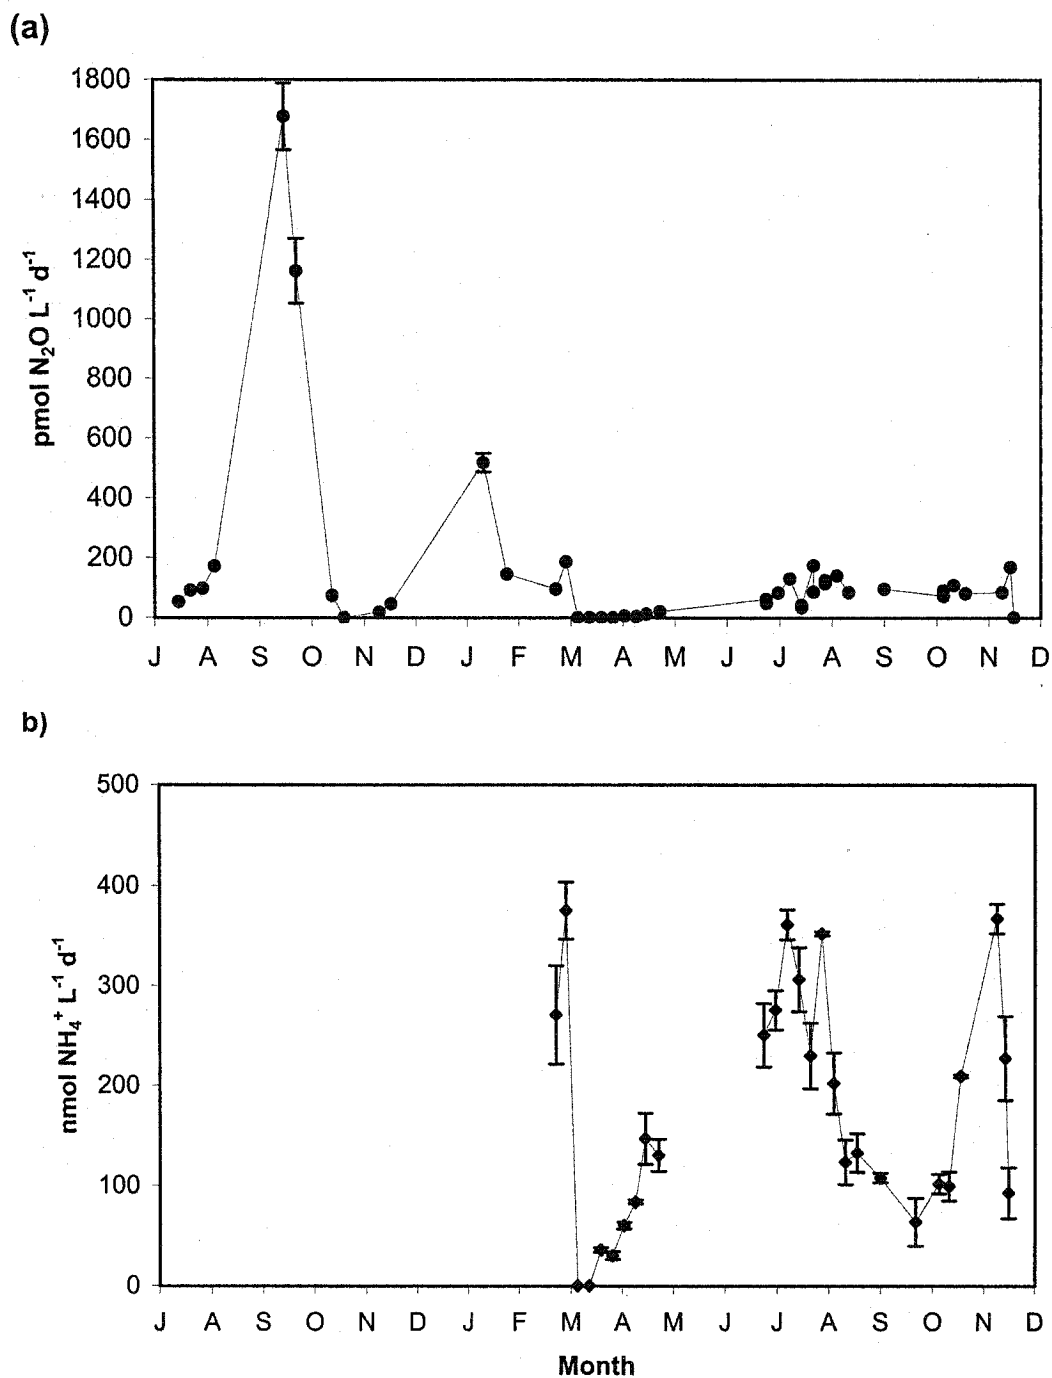 (a)
1800
1600
1400
1200
1000
800
600
400
200
0
pmol N₂O L⁻¹ d⁻¹
J A S O N D J F M A M J J A S O N D
b)
500
400
300
200
100
0
nmol NH₄⁺ L⁻¹ d⁻¹
J A S O N D J F M A M J J A S O N D
Month